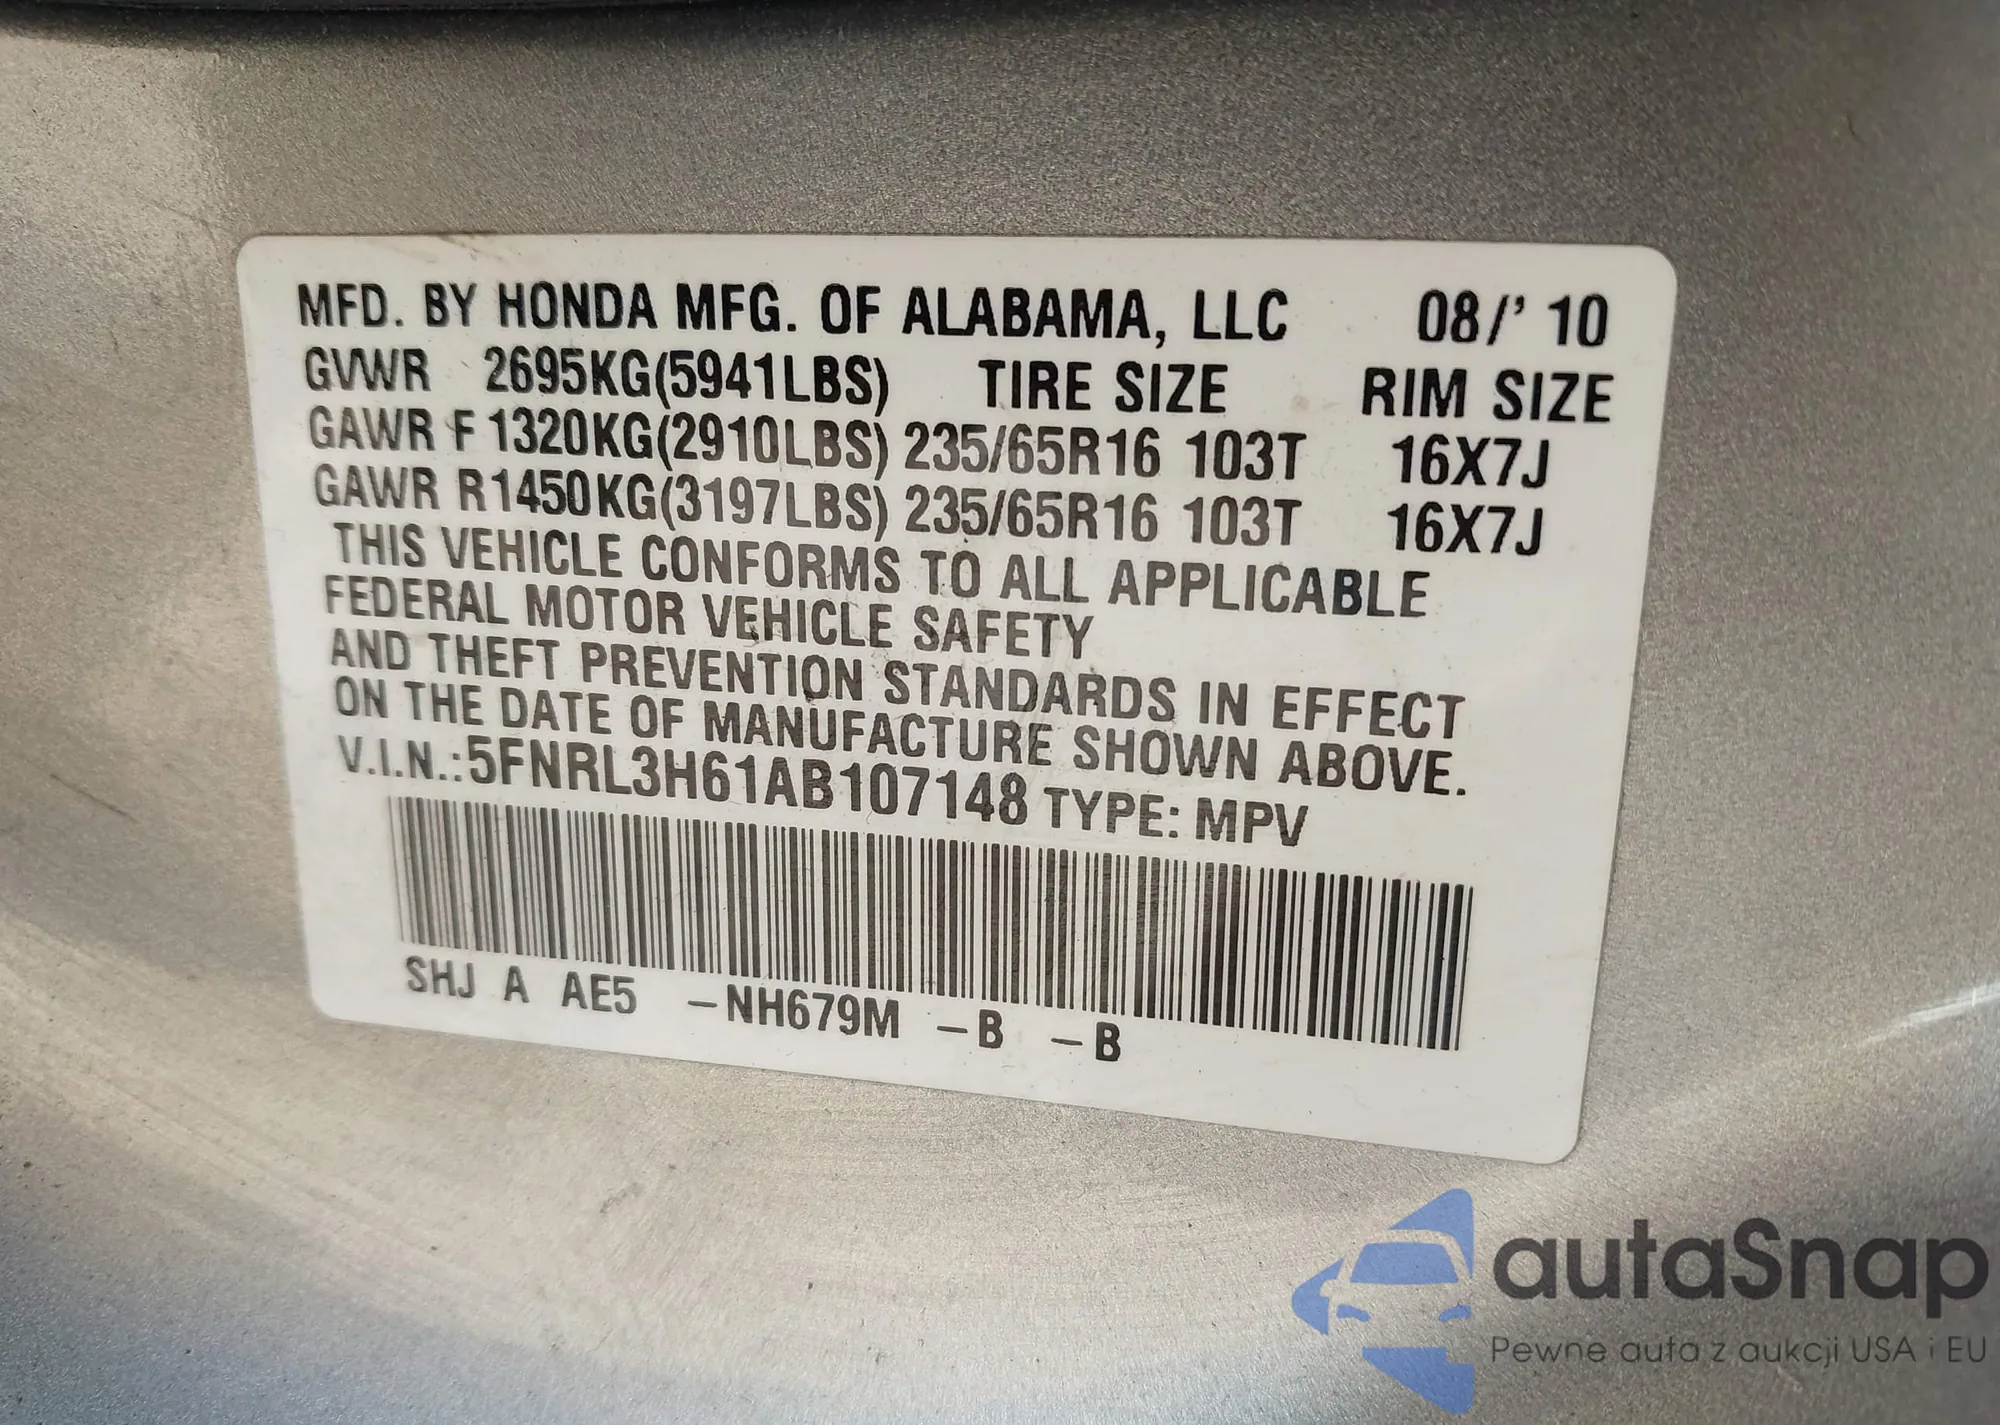 MFD. BY HONDA MFG. OF ALABAMA, LLC 08/' 10
GVWR 2695KG(5941LBS) TIRE SIZE RIM SIZE
GAWR F 1320KG(2910LBS) 235/65R16 103T 16X7J
GAWR R1450KG(3197LBS) 235/65R16 103T 16X7J
THIS VEHICLE CONFORMS TO ALL APPLICABLE
FEDERAL MOTOR VEHICLE SAFETY
AND THEFT PREVENTION STANDARDS IN EFFECT
ON THE DATE OF MANUFACTURE SHOWN ABOVE.
V.I.N.:5FNRL3H61AB107148 TYPE: MPV
SHJ A AE5 –NH679M –B –B
autaSnap
Pewne auta z aukcji USA i EU